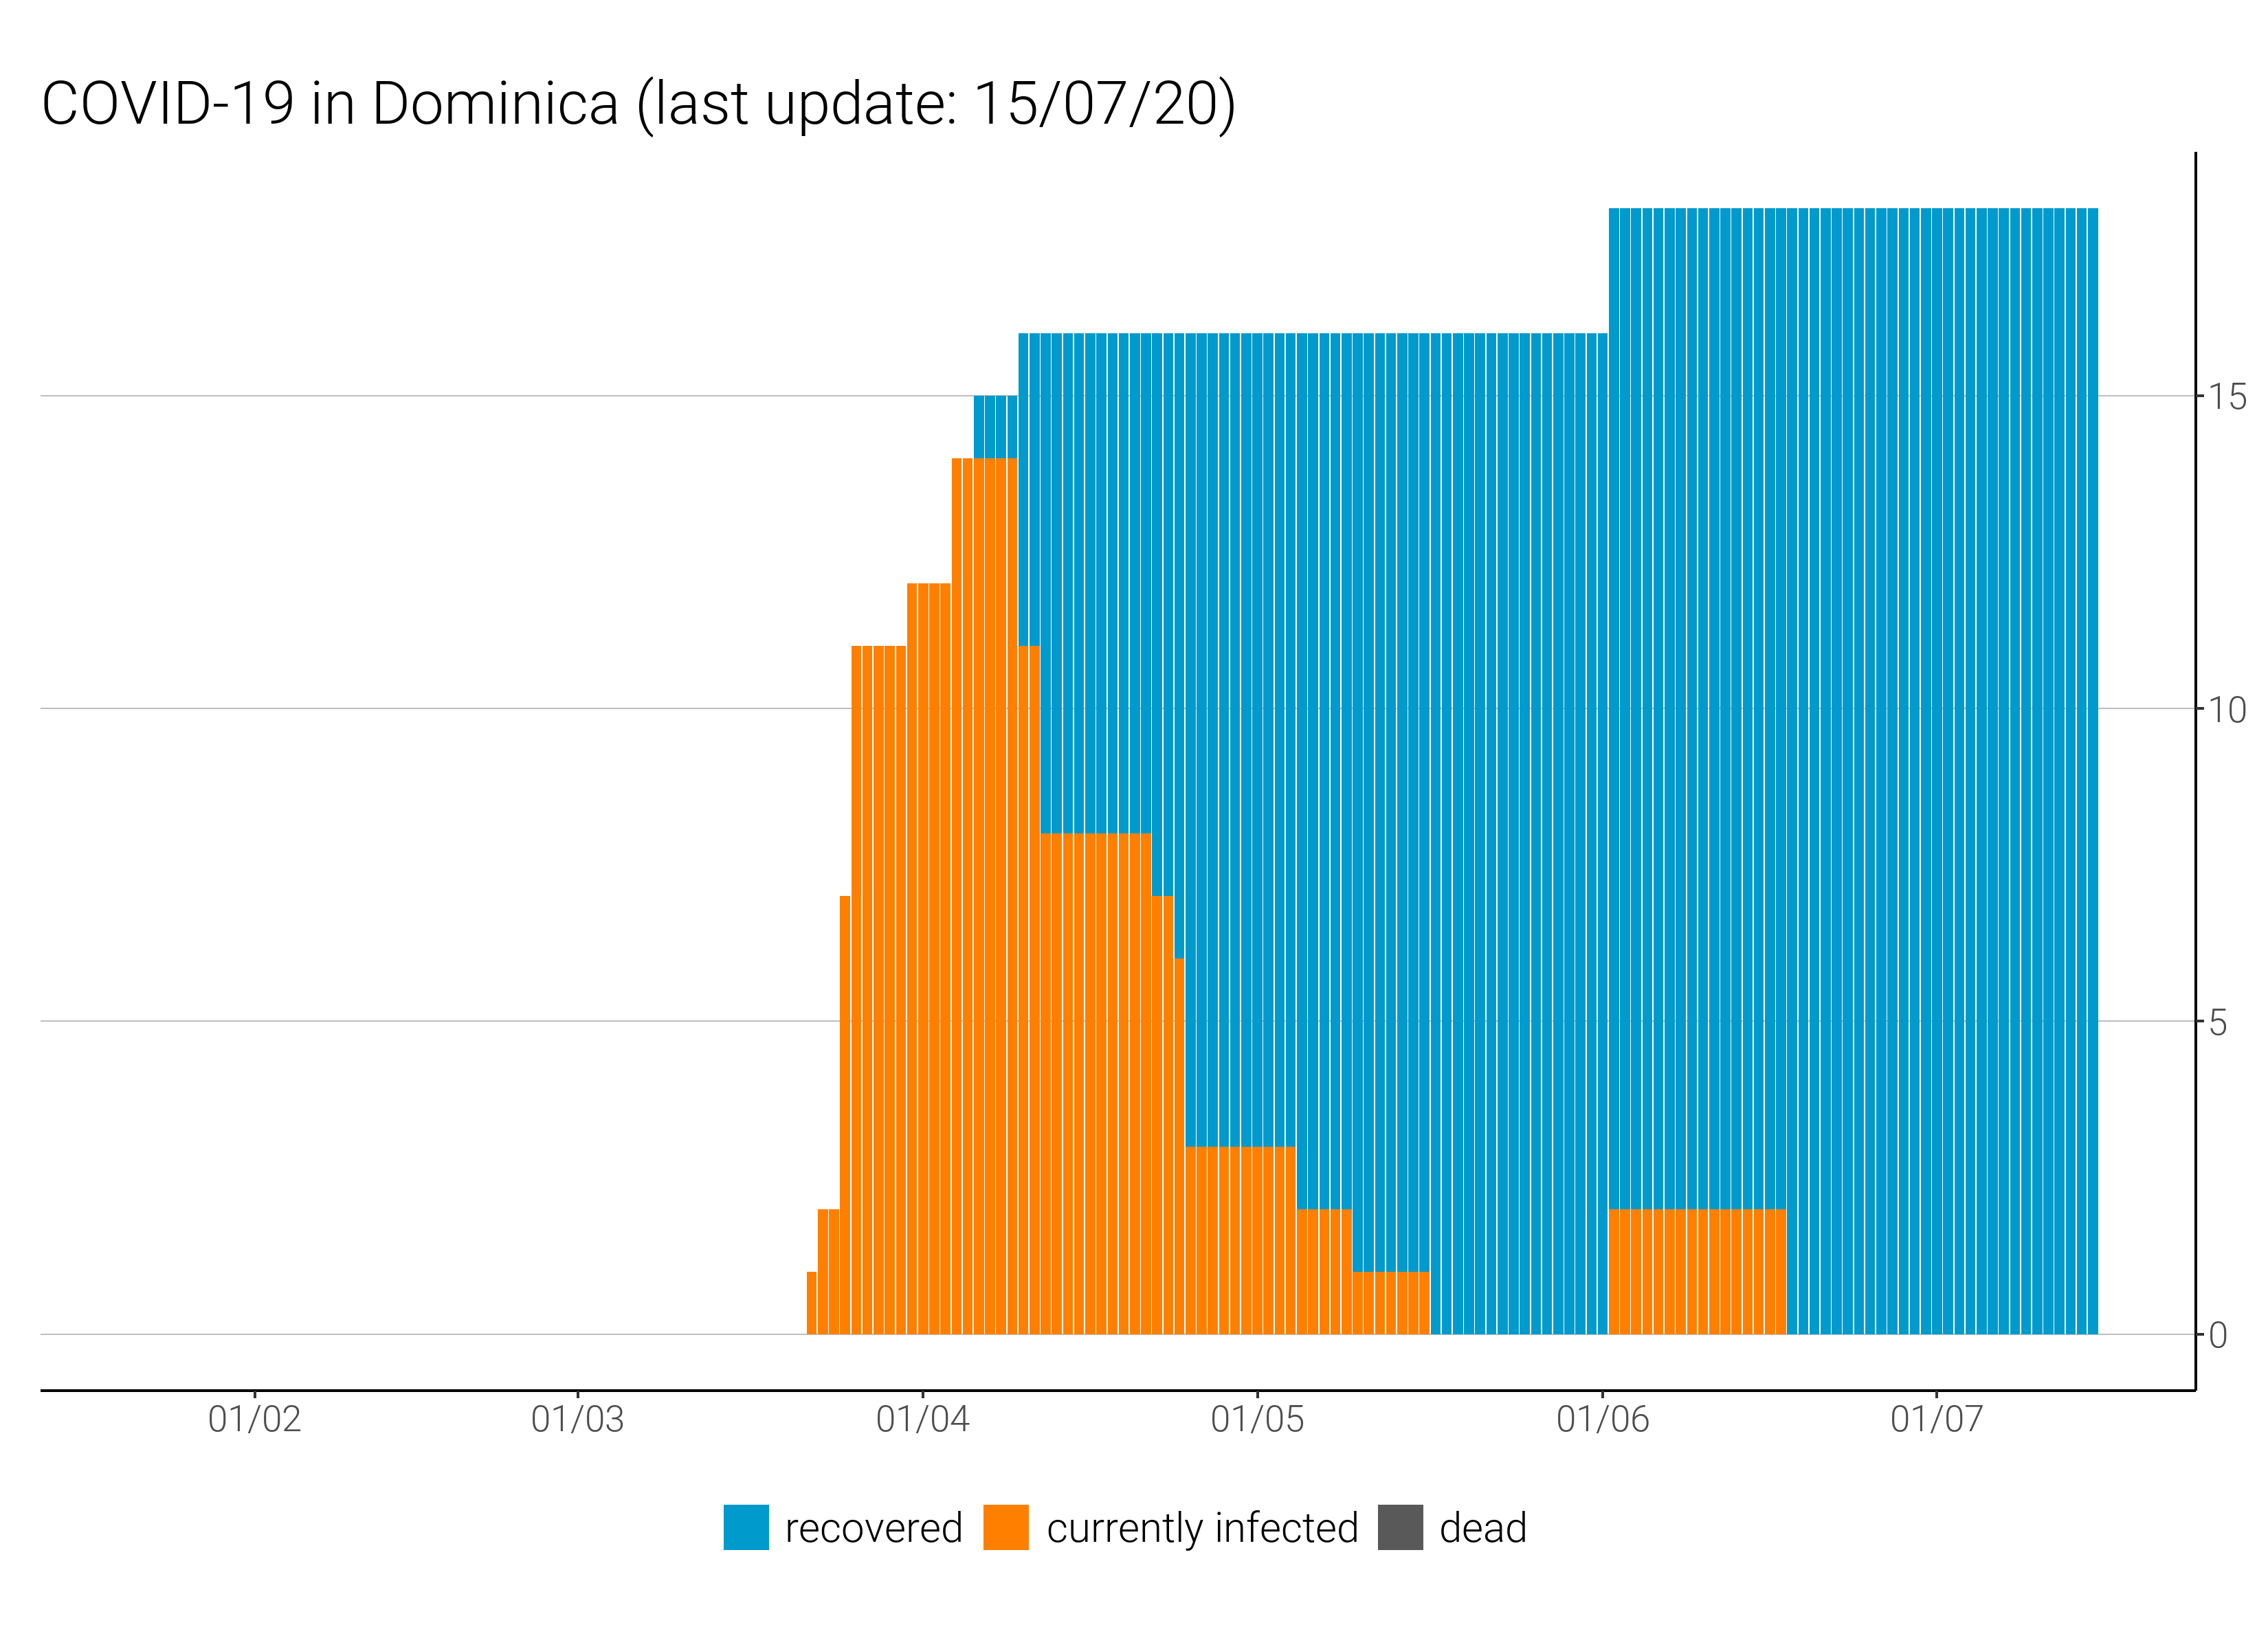 COVID-19 in Dominica (last update: 15/07/20)
15
10
5
0
01/02 01/03 01/04 01/05 01/06 01/07
recovered currently infected dead